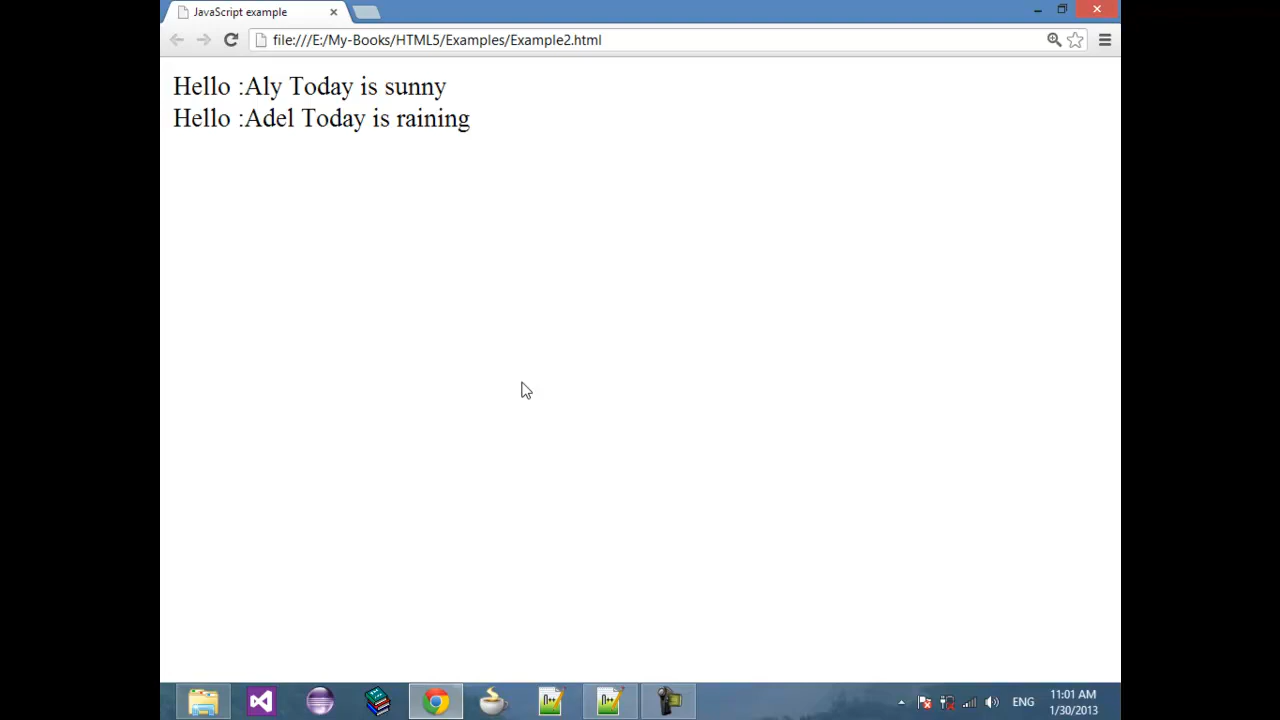 JavaScript example
file:///E:/My-Books/HTML5/Examples/Example2.html
Hello :Aly Today is sunny
Hello :Adel Today is raining
ENG
11:01 AM
1/30/2013